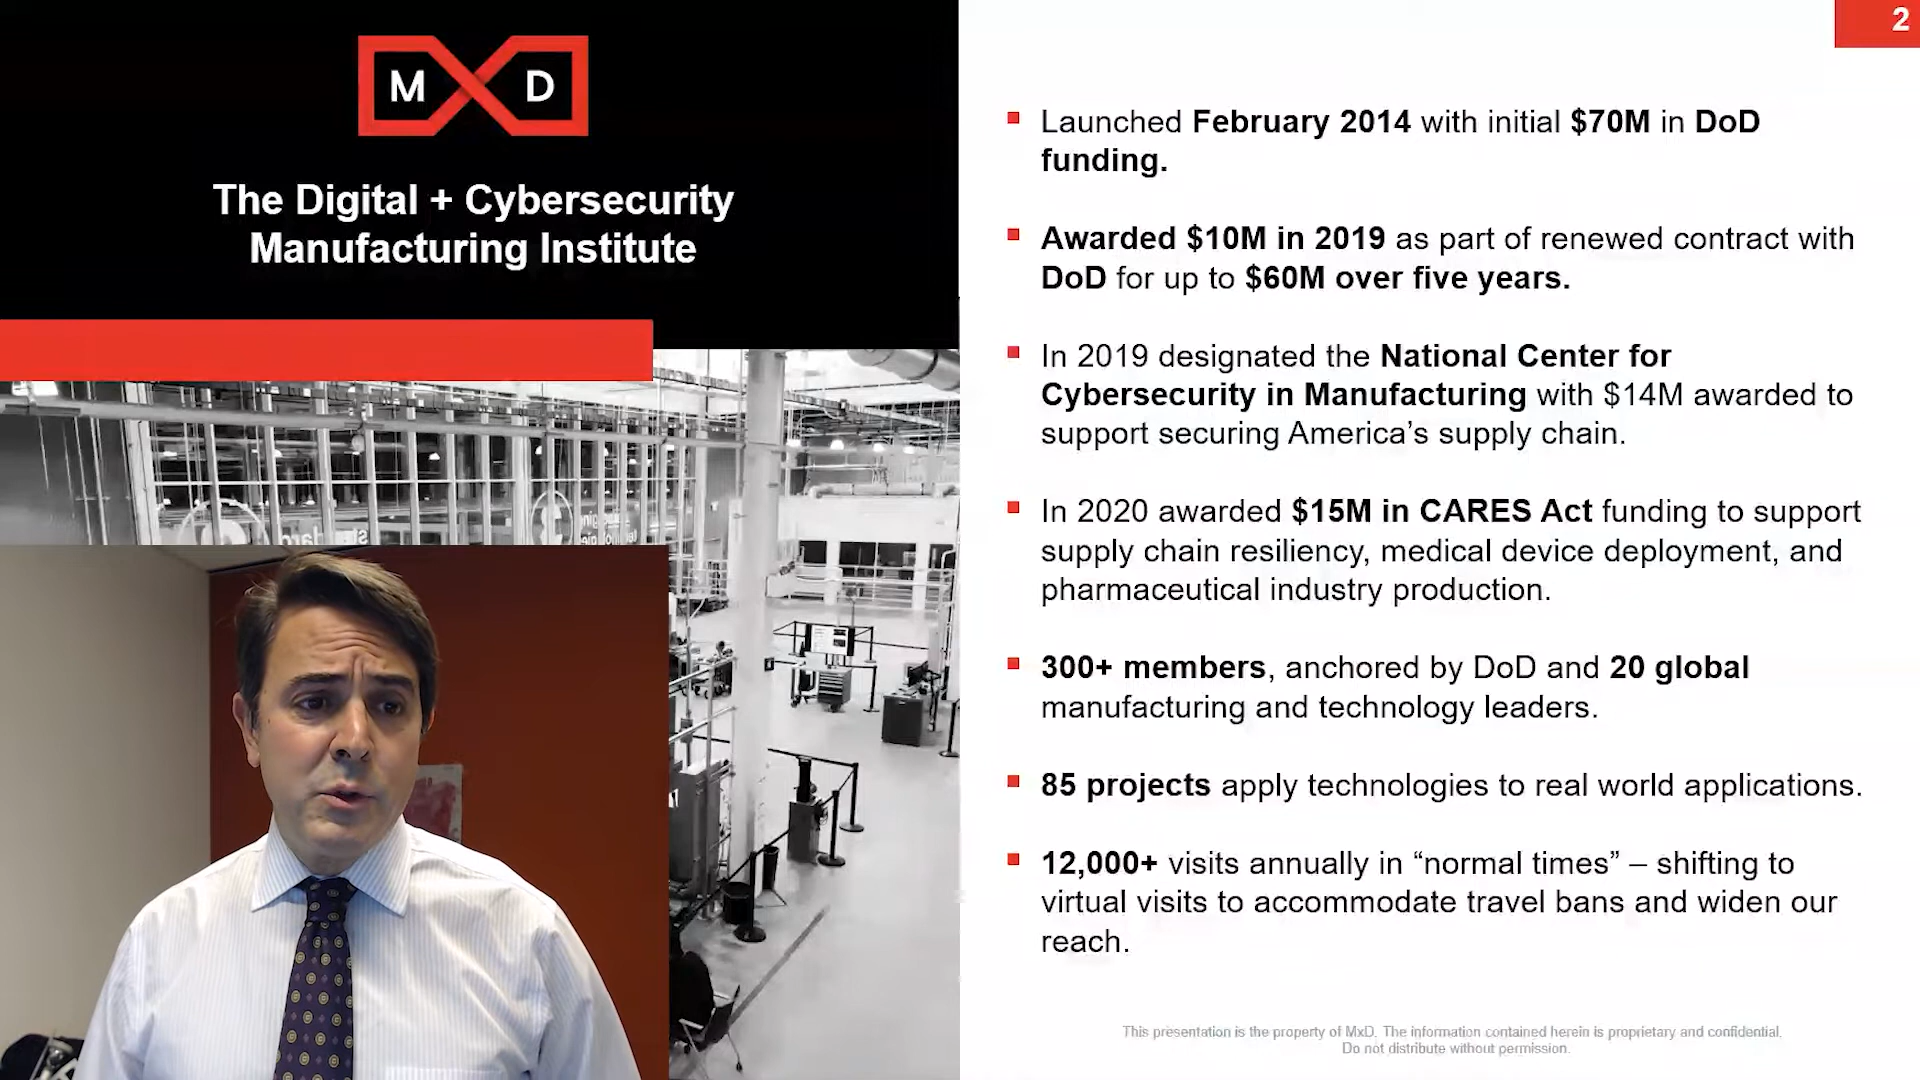 M D
The Digital + Cybersecurity
Manufacturing Institute
2
Launched February 2014 with initial $70M in DoD
funding.
Awarded $10M in 2019 as part of renewed contract with
DoD for up to $60M over five years.
In 2019 designated the National Center for
Cybersecurity in Manufacturing with $14M awarded to
support securing America’s supply chain.
In 2020 awarded $15M in CARES Act funding to support
supply chain resiliency, medical device deployment, and
pharmaceutical industry production.
300+ members, anchored by DoD and 20 global
manufacturing and technology leaders.
85 projects apply technologies to real world applications.
12,000+ visits annually in “normal times” – shifting to
virtual visits to accommodate travel bans and widen our
reach.
This presentation is the property of MxD. The information contained herein is proprietary and confidential.
Do not distribute without permission.